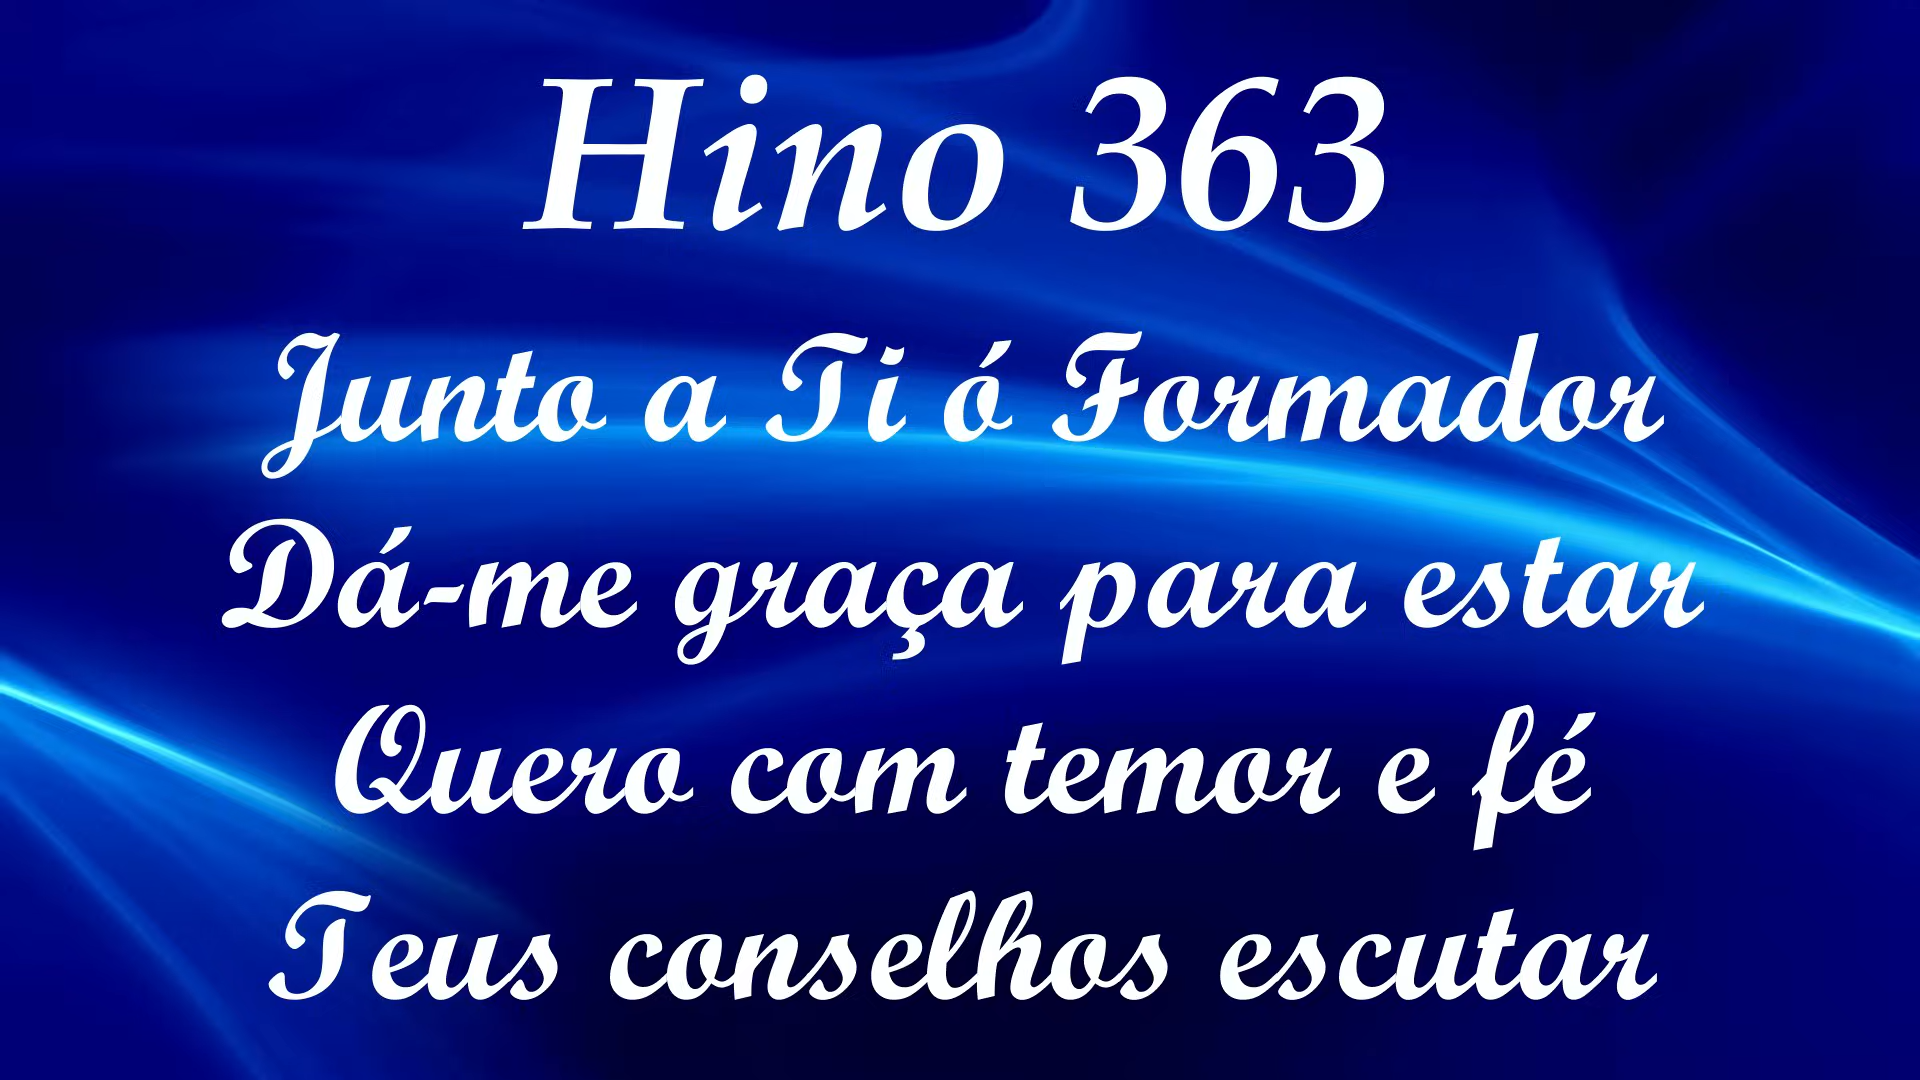 Hino 363
Junto a Ti ó Formador
Dá-me graça para estar
Quero com temor e fé
Teus conselhos escutar